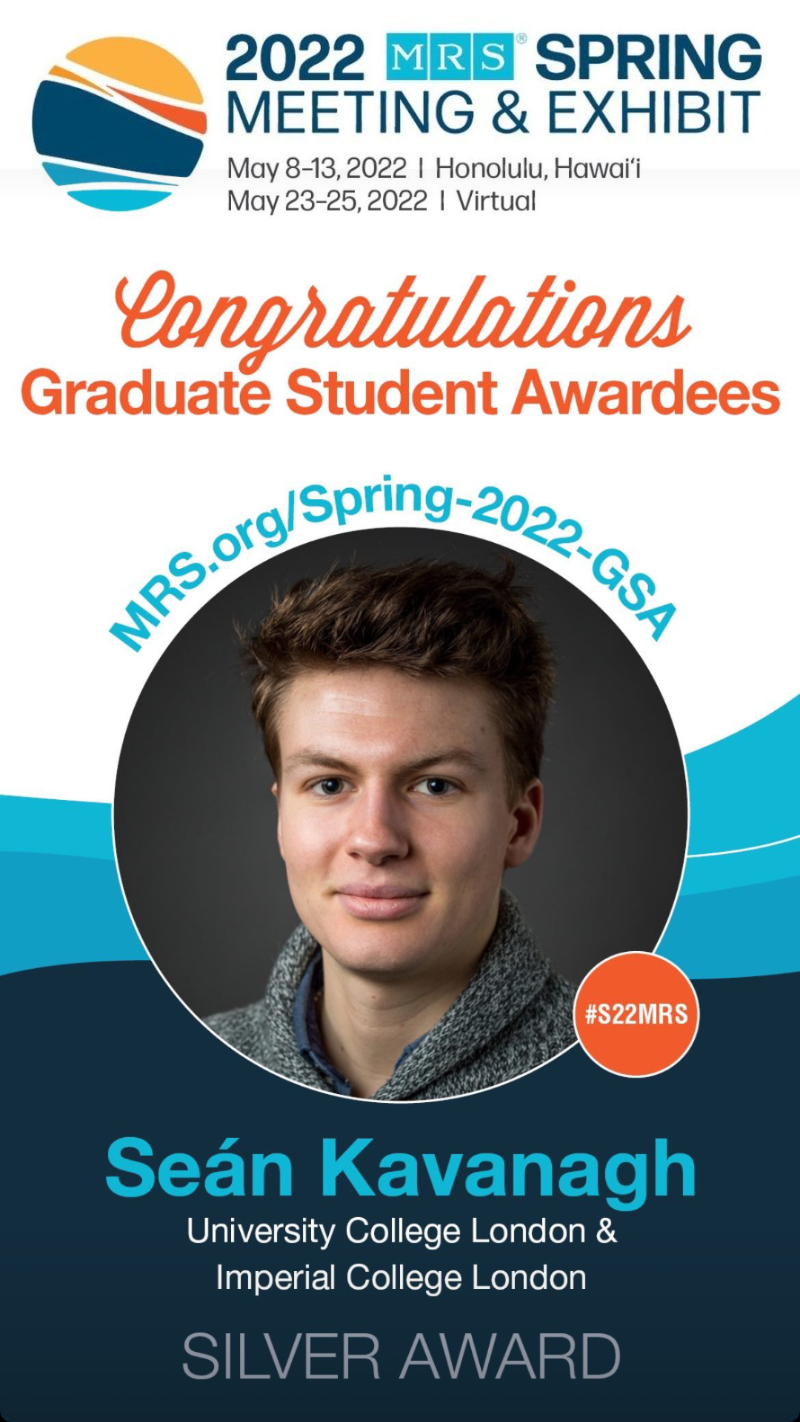 2022 MRS® SPRING
MEETING & EXHIBIT
May 8-13, 2022 | Honolulu, Hawai‘i
May 23-25, 2022 | Virtual
Congratulations
Graduate Student Awardees
MRS.org/Spring-2022-GSA
#S22MRS
Seán Kavanagh
University College London &
Imperial College London
SILVER AWARD